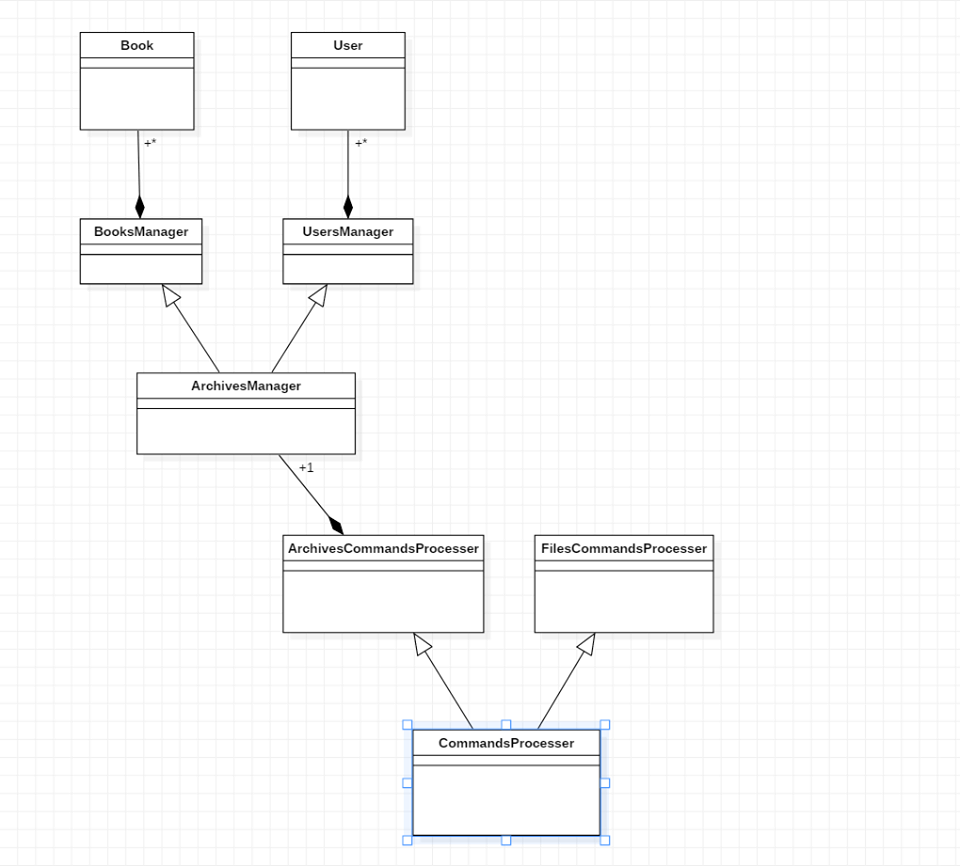 Book
User
+*
+*
BooksManager
UsersManager
ArchivesManager
+1
ArchivesCommandsProcesser
FilesCommandsProcesser
CommandsProcesser